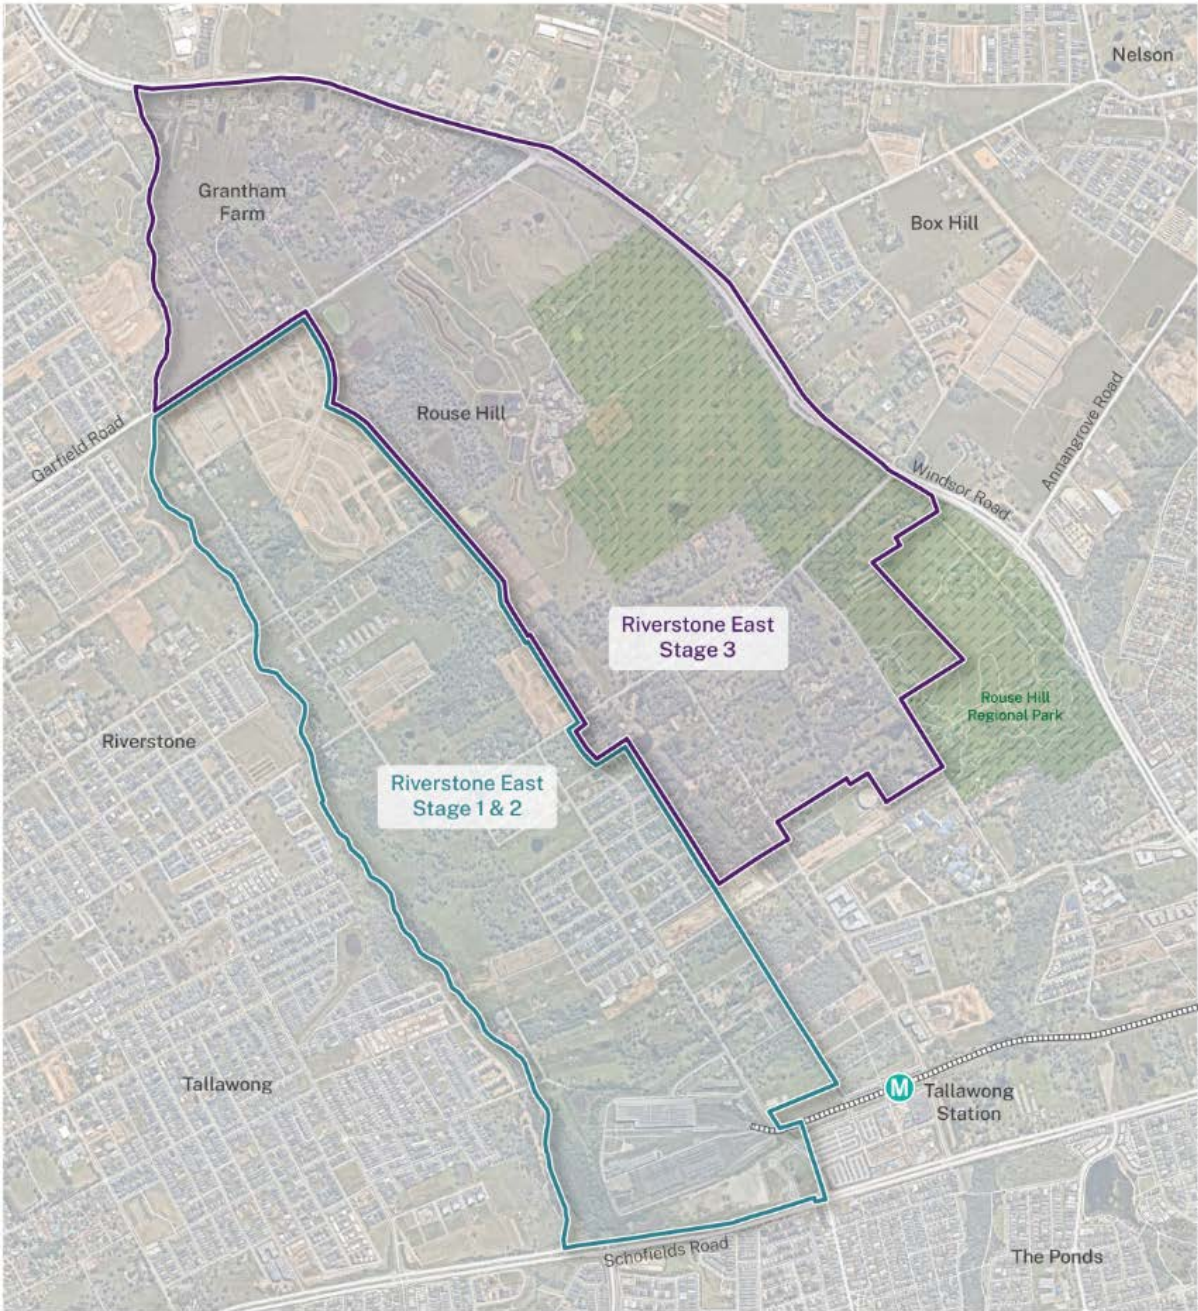 Nelson
Grantham
Farm
Box Hill
Rouse Hill
Garfield Road
Annangrove Road
Windsor Road
Riverstone East
Stage 3
Rouse Hill
Regional Park
Riverstone
Riverstone East
Stage 1 & 2
Tallawong
M
Tallawong
Station
Schofields Road
The Ponds